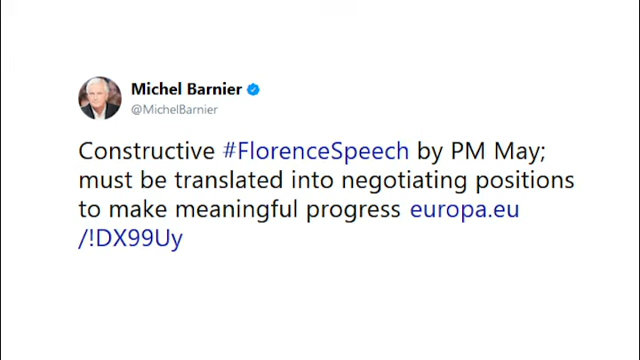 Michel Barnier
@MichelBarnier
Constructive #FlorenceSpeech by PM May;
must be translated into negotiating positions
to make meaningful progress europa.eu
/!DX99Uy